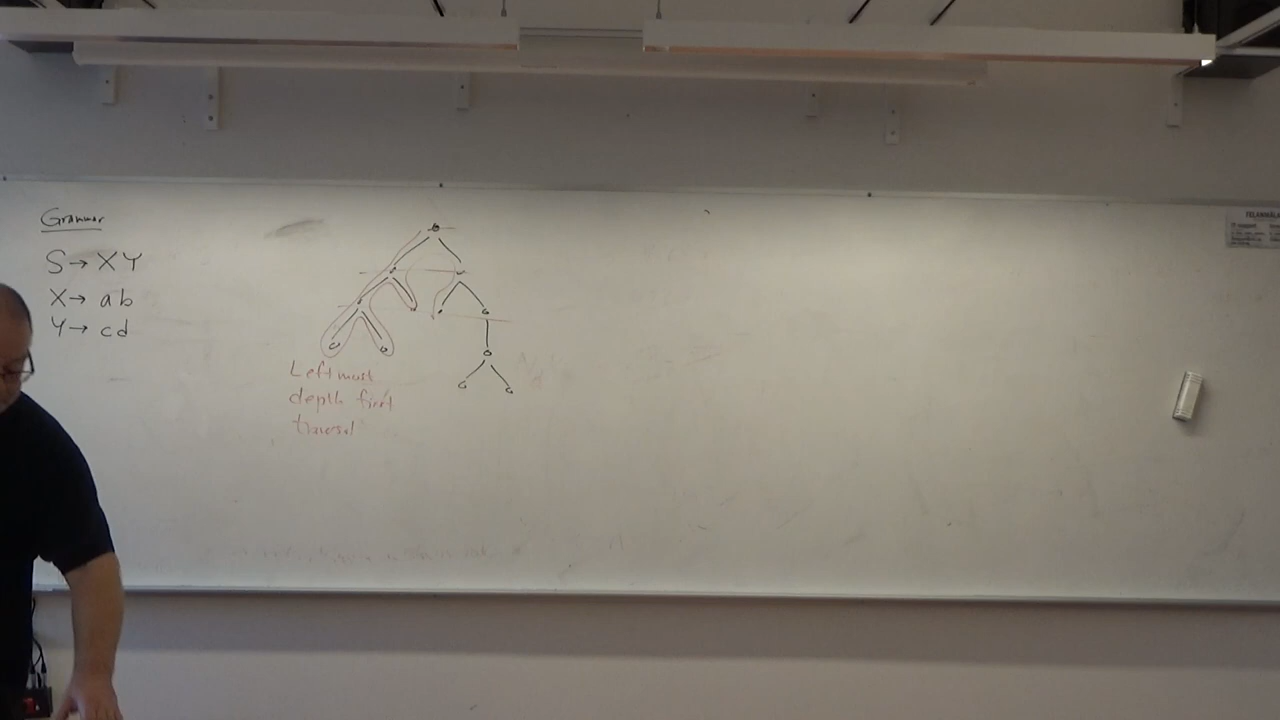 Grammar
S → X Y
X → a b
Y → c d
Left most
depth first
traversal